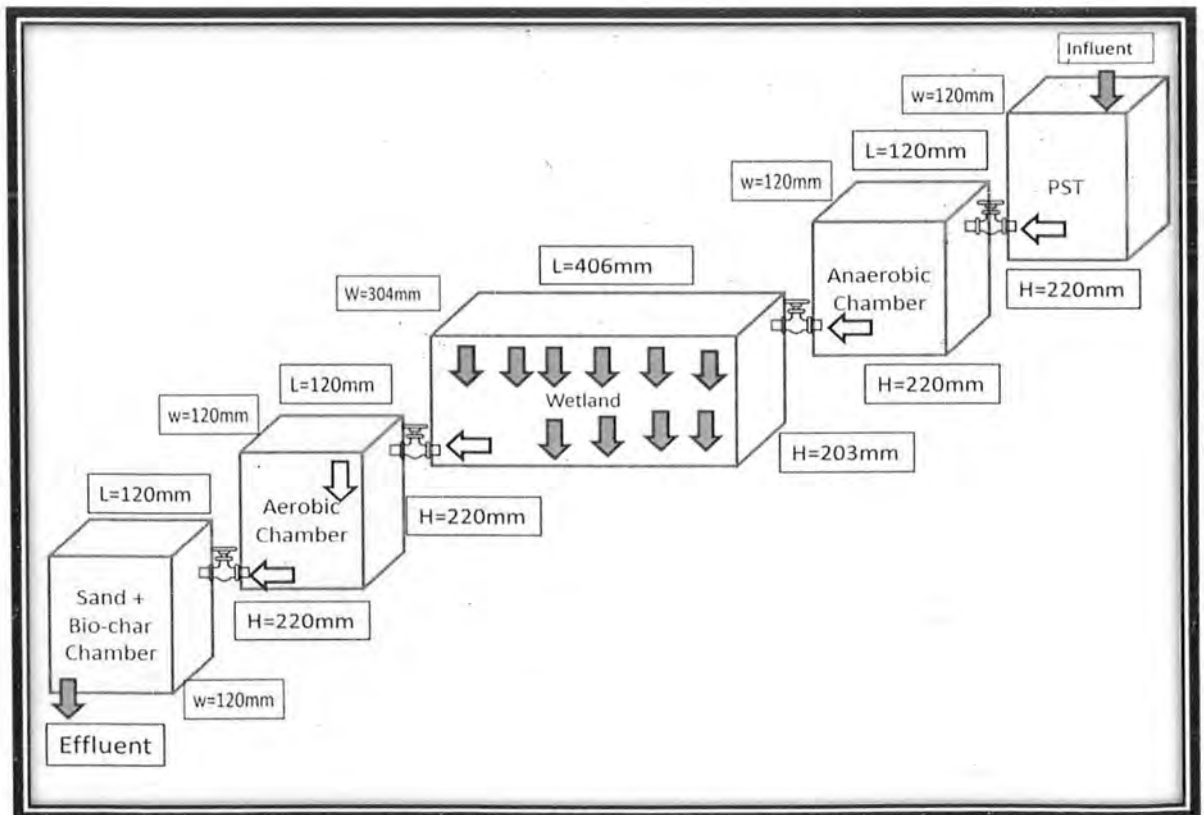 Influent
w=120mm
PST
H=220mm
L=120mm
w=120mm
Anaerobic
Chamber
H=220mm
L=406mm
W=304mm
Wetland
H=203mm
L=120mm
w=120mm
Aerobic
Chamber
H=220mm
H=220mm
L=120mm
Sand +
Bio-char
Chamber
w=120mm
Effluent